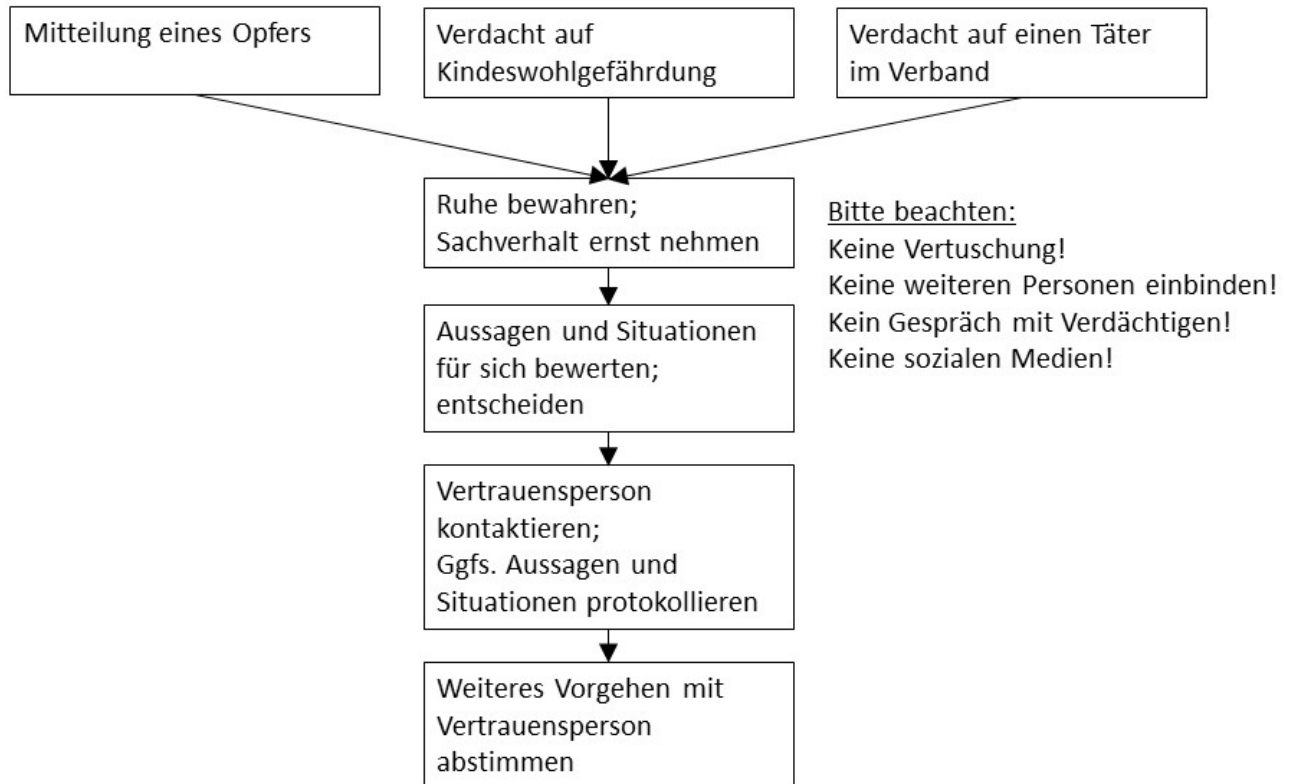 Mitteilung eines Opfers
Verdacht auf
Kindeswohlgefährdung
Verdacht auf einen Täter
im Verband
Ruhe bewahren;
Sachverhalt ernst nehmen
Bitte beachten:
Keine Vertuschung!
Keine weiteren Personen einbinden!
Kein Gespräch mit Verdächtigen!
Keine sozialen Medien!
Aussagen und Situationen
für sich bewerten;
entscheiden
Vertrauensperson
kontaktieren;
Ggfs. Aussagen und
Situationen protokollieren
Weiteres Vorgehen mit
Vertrauensperson
abstimmen